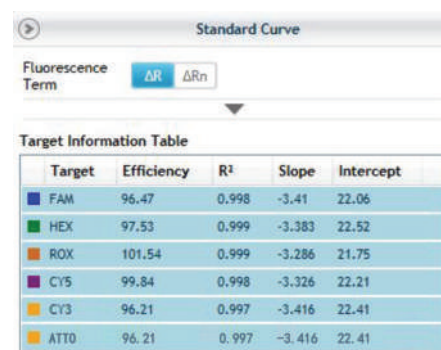 Standard Curve
Fluorescence Term
ΔR ΔRn
Target Information Table
Target Efficiency R² Slope Intercept
FAM 96.47 0.998 -3.41 22.06
HEX 97.53 0.999 -3.383 22.52
ROX 101.54 0.999 -3.286 21.75
CY5 99.84 0.999 -3.326 22.21
CY3 96.21 0.997 -3.416 22.41
ATTO 96.21 0.997 -3.416 22.41